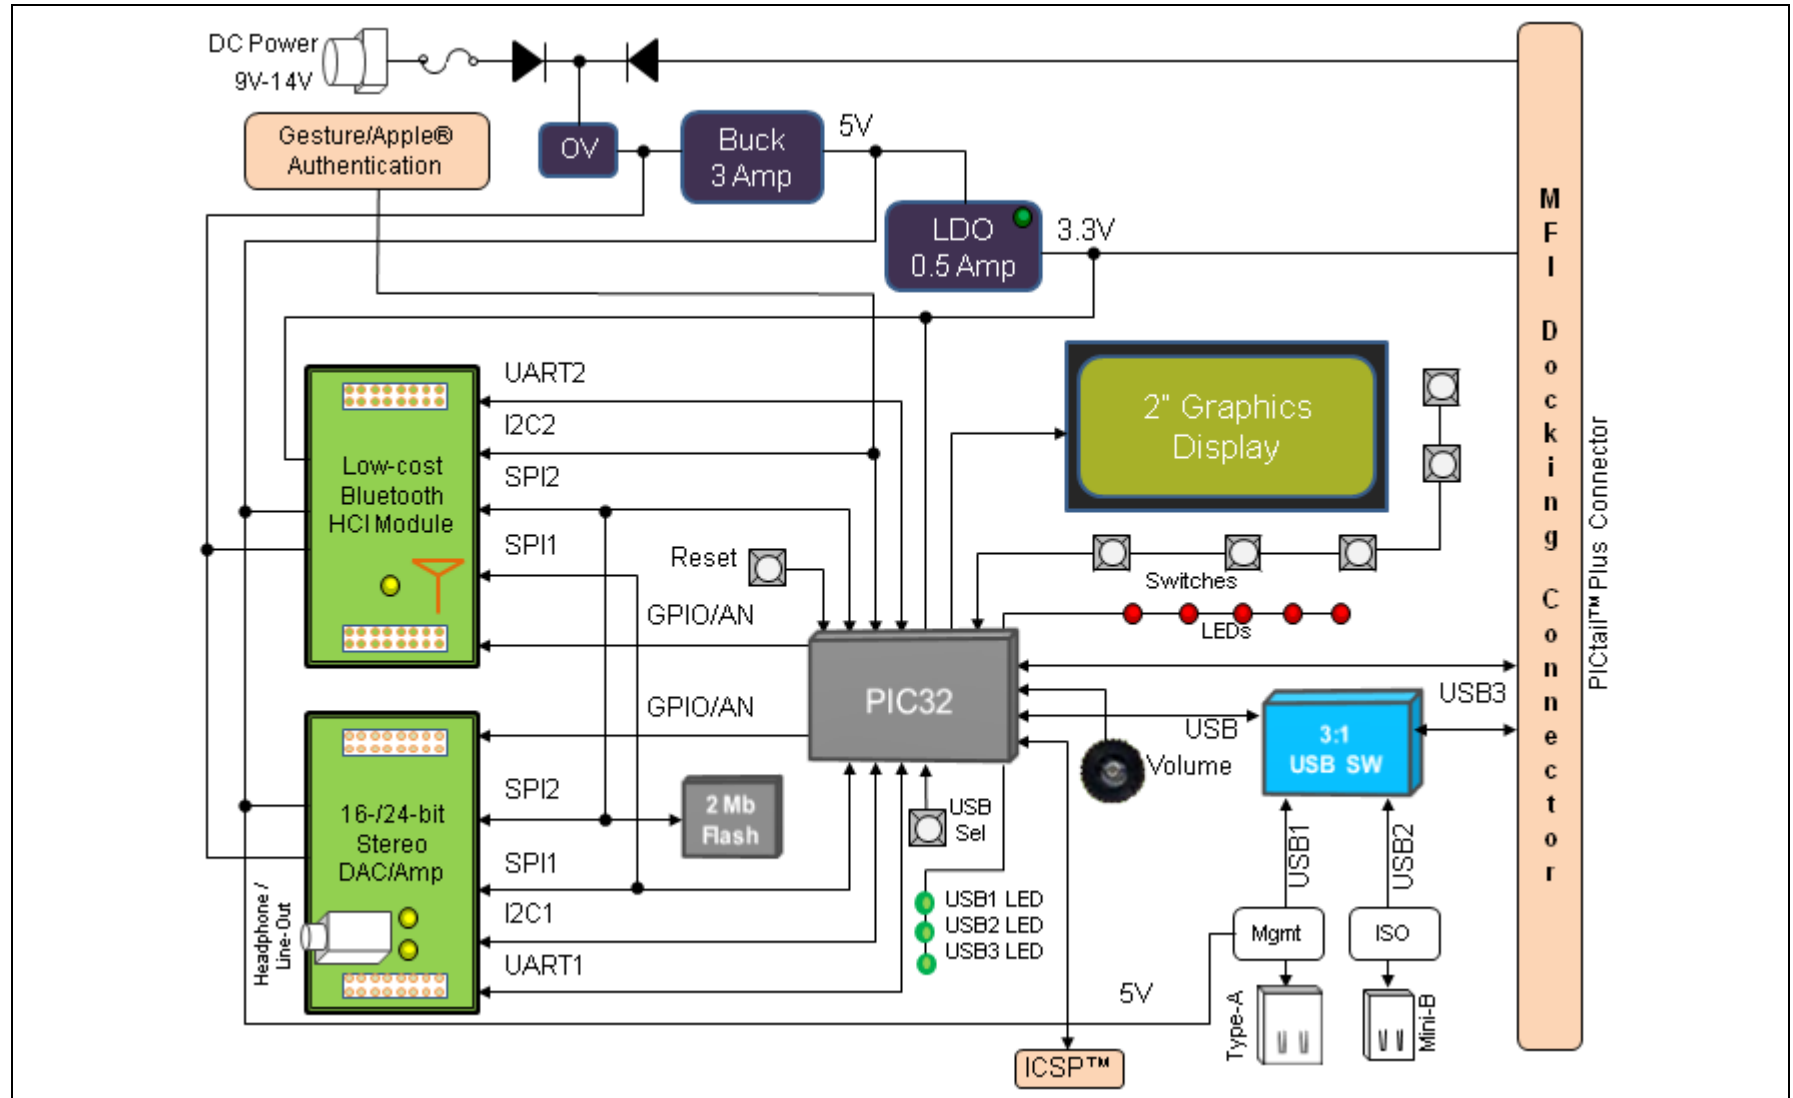 DC Power
9V-14V
Gesture/Apple®
Authentication
OV
Buck
3 Amp
5V
LDO
0.5 Amp
3.3V
UART2
I2C2
SPI2
SPI1
GPIO/AN
Low-cost
Bluetooth
HCI Module
Reset
2" Graphics
Display
Switches
LEDs
PIC32
USB3
USB
3:1
USB SW
Volume
GPIO/AN
SPI2
SPI1
I2C1
UART1
16-/24-bit
Stereo
DAC/Amp
Headphone /
Line-Out
2 Mb
Flash
USB
Sel
USB1 LED
USB2 LED
USB3 LED
USB1
USB2
Mgmt
ISO
5V
Type-A
Mini-B
ICSP™
MFI Docking Connector
PICtail™ Plus Connector